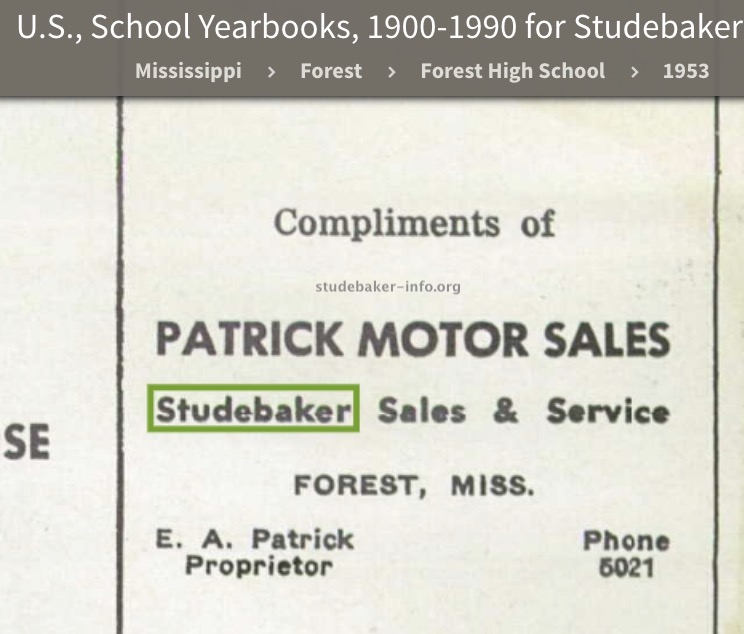 U.S., School Yearbooks, 1900-1990 for Studebaker
Mississippi > Forest > Forest High School > 1953
Compliments of
studebaker-info.org
PATRICK MOTOR SALES
Studebaker Sales & Service
SE
FOREST, MISS.
E. A. Patrick Phone
Proprietor 5021